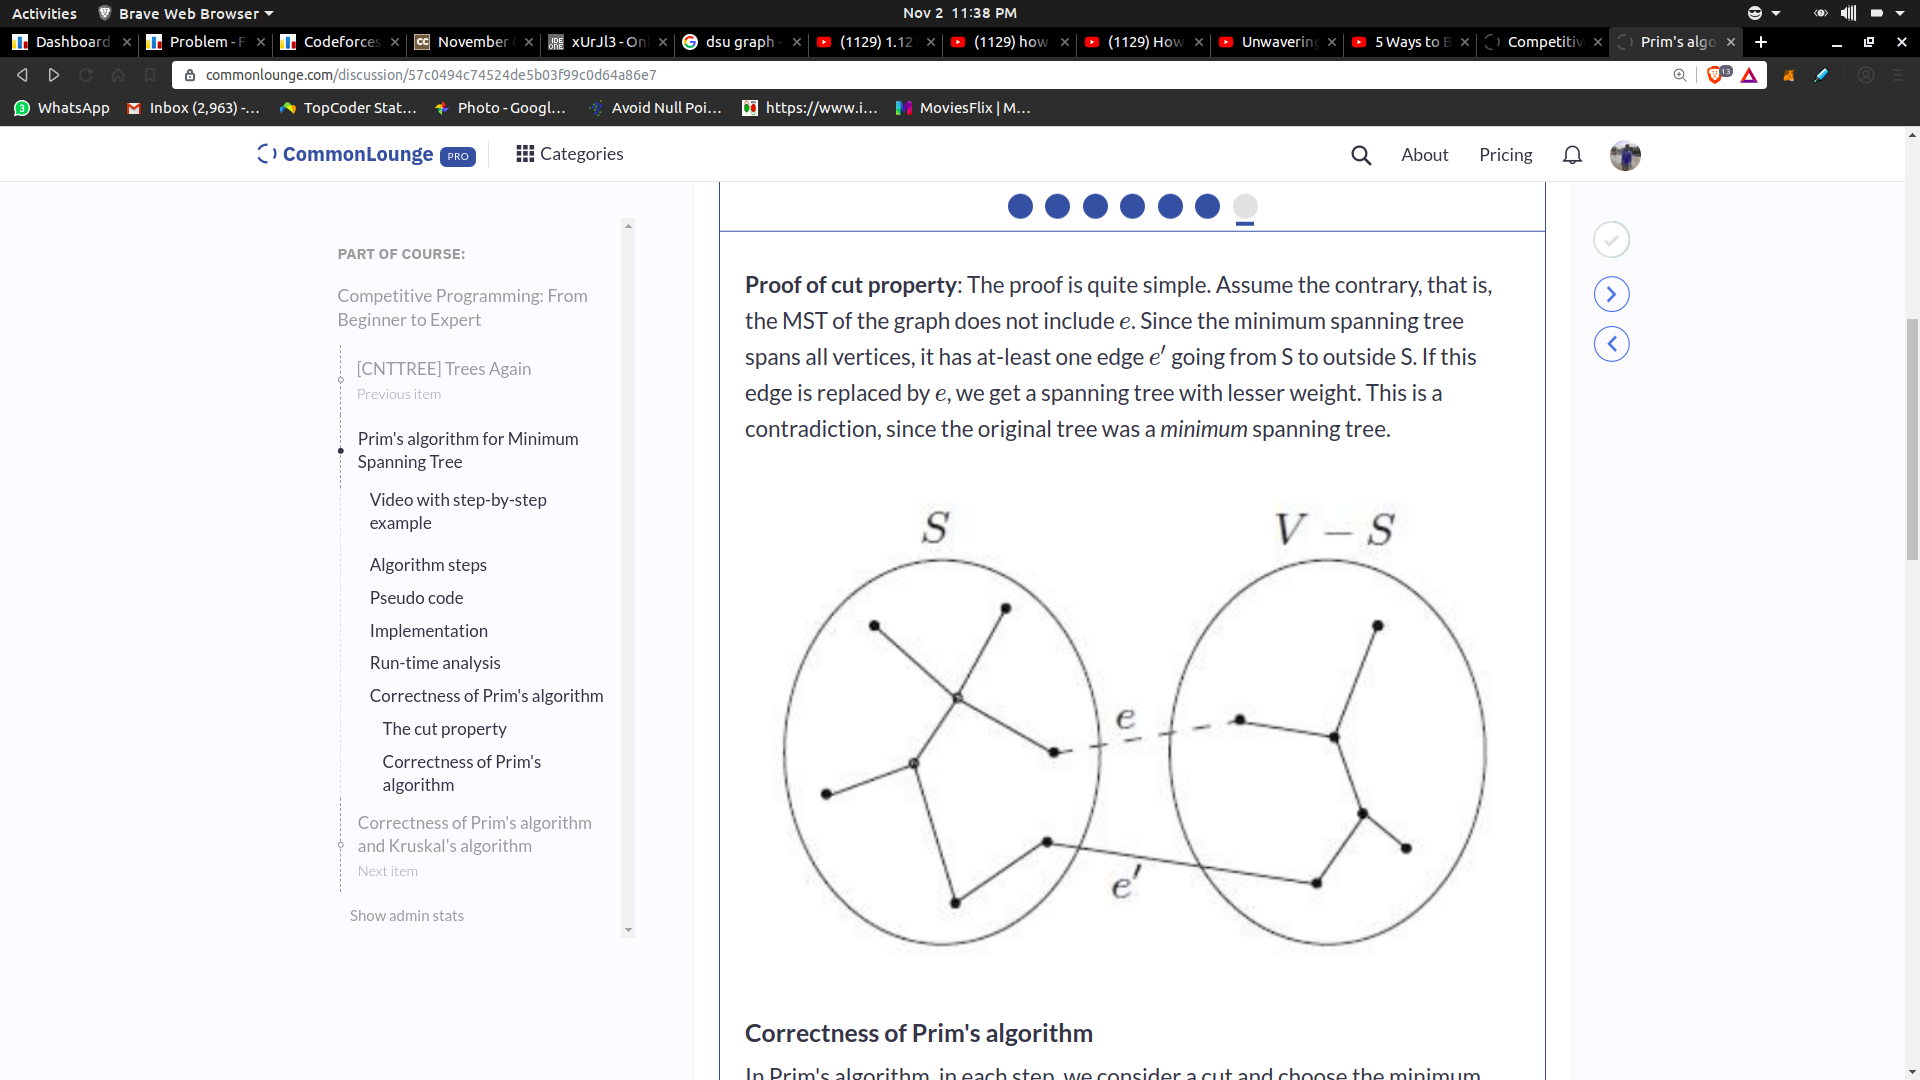 Activities
Brave Web Browser
Nov 2 11:38 PM
Dashboard
Problem - F
Codeforces
November
xUrJl3 - Onl
dsu graph -
(1129) 1.12
(1129) how
(1129) How
Unwavering
5 Ways to B
Competitiv
Prim's algo
commonlounge.com/discussion/57c0494c74524de5b03f99c0d64a86e7
13
WhatsApp
Inbox (2,963) -...
TopCoder Stat...
Photo - Googl...
Avoid Null Poi...
https://www.i...
MoviesFlix | M...
CommonLounge PRO
Categories
About
Pricing
PART OF COURSE:
Competitive Programming: From
Beginner to Expert
[CNTTREE] Trees Again
Previous item
Prim's algorithm for Minimum
Spanning Tree
Video with step-by-step
example
Algorithm steps
Pseudo code
Implementation
Run-time analysis
Correctness of Prim's algorithm
The cut property
Correctness of Prim's
algorithm
Correctness of Prim's algorithm
and Kruskal's algorithm
Next item
Show admin stats
Proof of cut property: The proof is quite simple. Assume the contrary, that is,
the MST of the graph does not include e. Since the minimum spanning tree
spans all vertices, it has at-least one edge e′ going from S to outside S. If this
edge is replaced by e, we get a spanning tree with lesser weight. This is a
contradiction, since the original tree was a minimum spanning tree.
S
V − S
e
e′
Correctness of Prim's algorithm
In Prim's algorithm, in each step, we consider a cut and choose the minimum